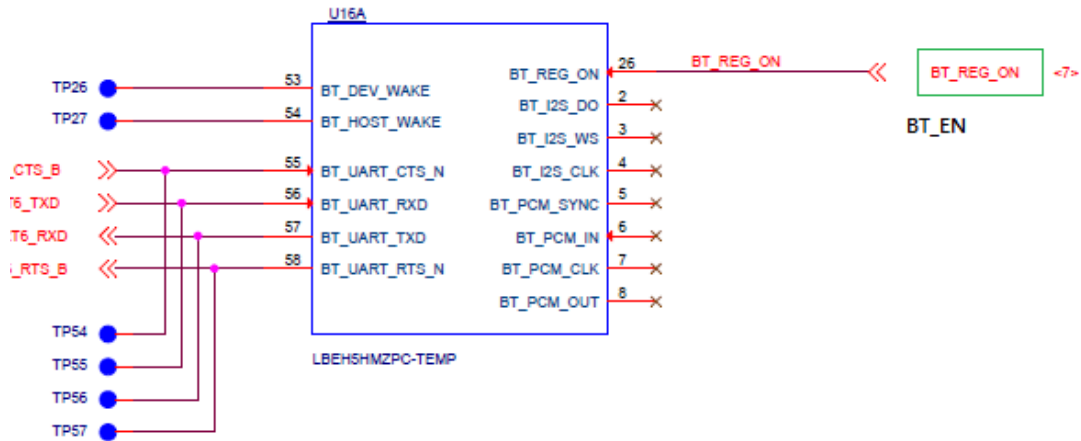 U16A
TP26
53
BT_DEV_WAKE
TP27
54
BT_HOST_WAKE
_CTS_B
55
BT_UART_CTS_N
T6_TXD
56
BT_UART_RXD
T6_RXD
57
BT_UART_TXD
_RTS_B
58
BT_UART_RTS_N
BT_REG_ON
26
BT_REG_ON
BT_REG_ON
<7>
BT_EN
BT_I2S_DO
2
BT_I2S_WS
3
BT_I2S_CLK
4
BT_PCM_SYNC
5
BT_PCM_IN
6
BT_PCM_CLK
7
BT_PCM_OUT
8
TP54
TP55
TP56
TP57
LBEH5HMZPC-TEMP